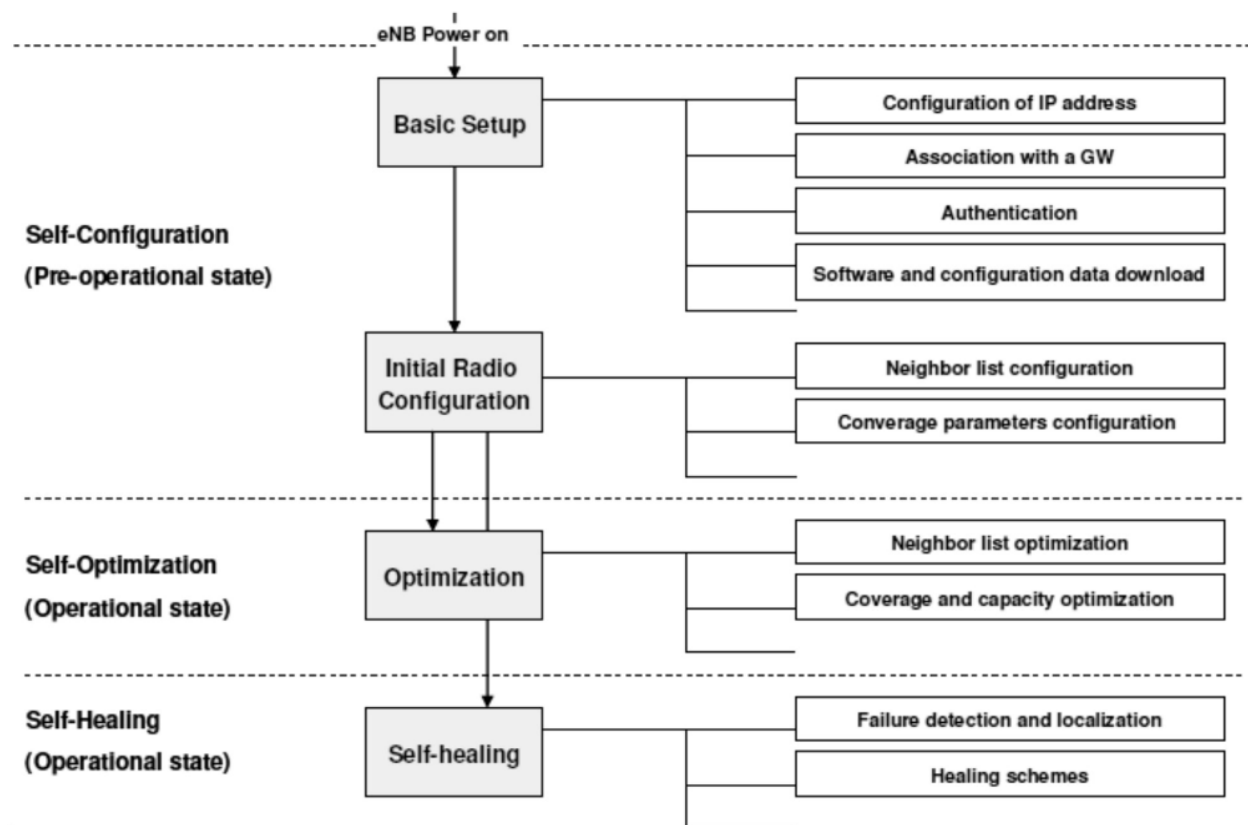 eNB Power on
Basic Setup
Configuration of IP address
Association with a GW
Authentication
Software and configuration data download
Self-Configuration
(Pre-operational state)
Initial Radio
Configuration
Neighbor list configuration
Converage parameters configuration
Self-Optimization
(Operational state)
Optimization
Neighbor list optimization
Coverage and capacity optimization
Self-Healing
(Operational state)
Self-healing
Failure detection and localization
Healing schemes